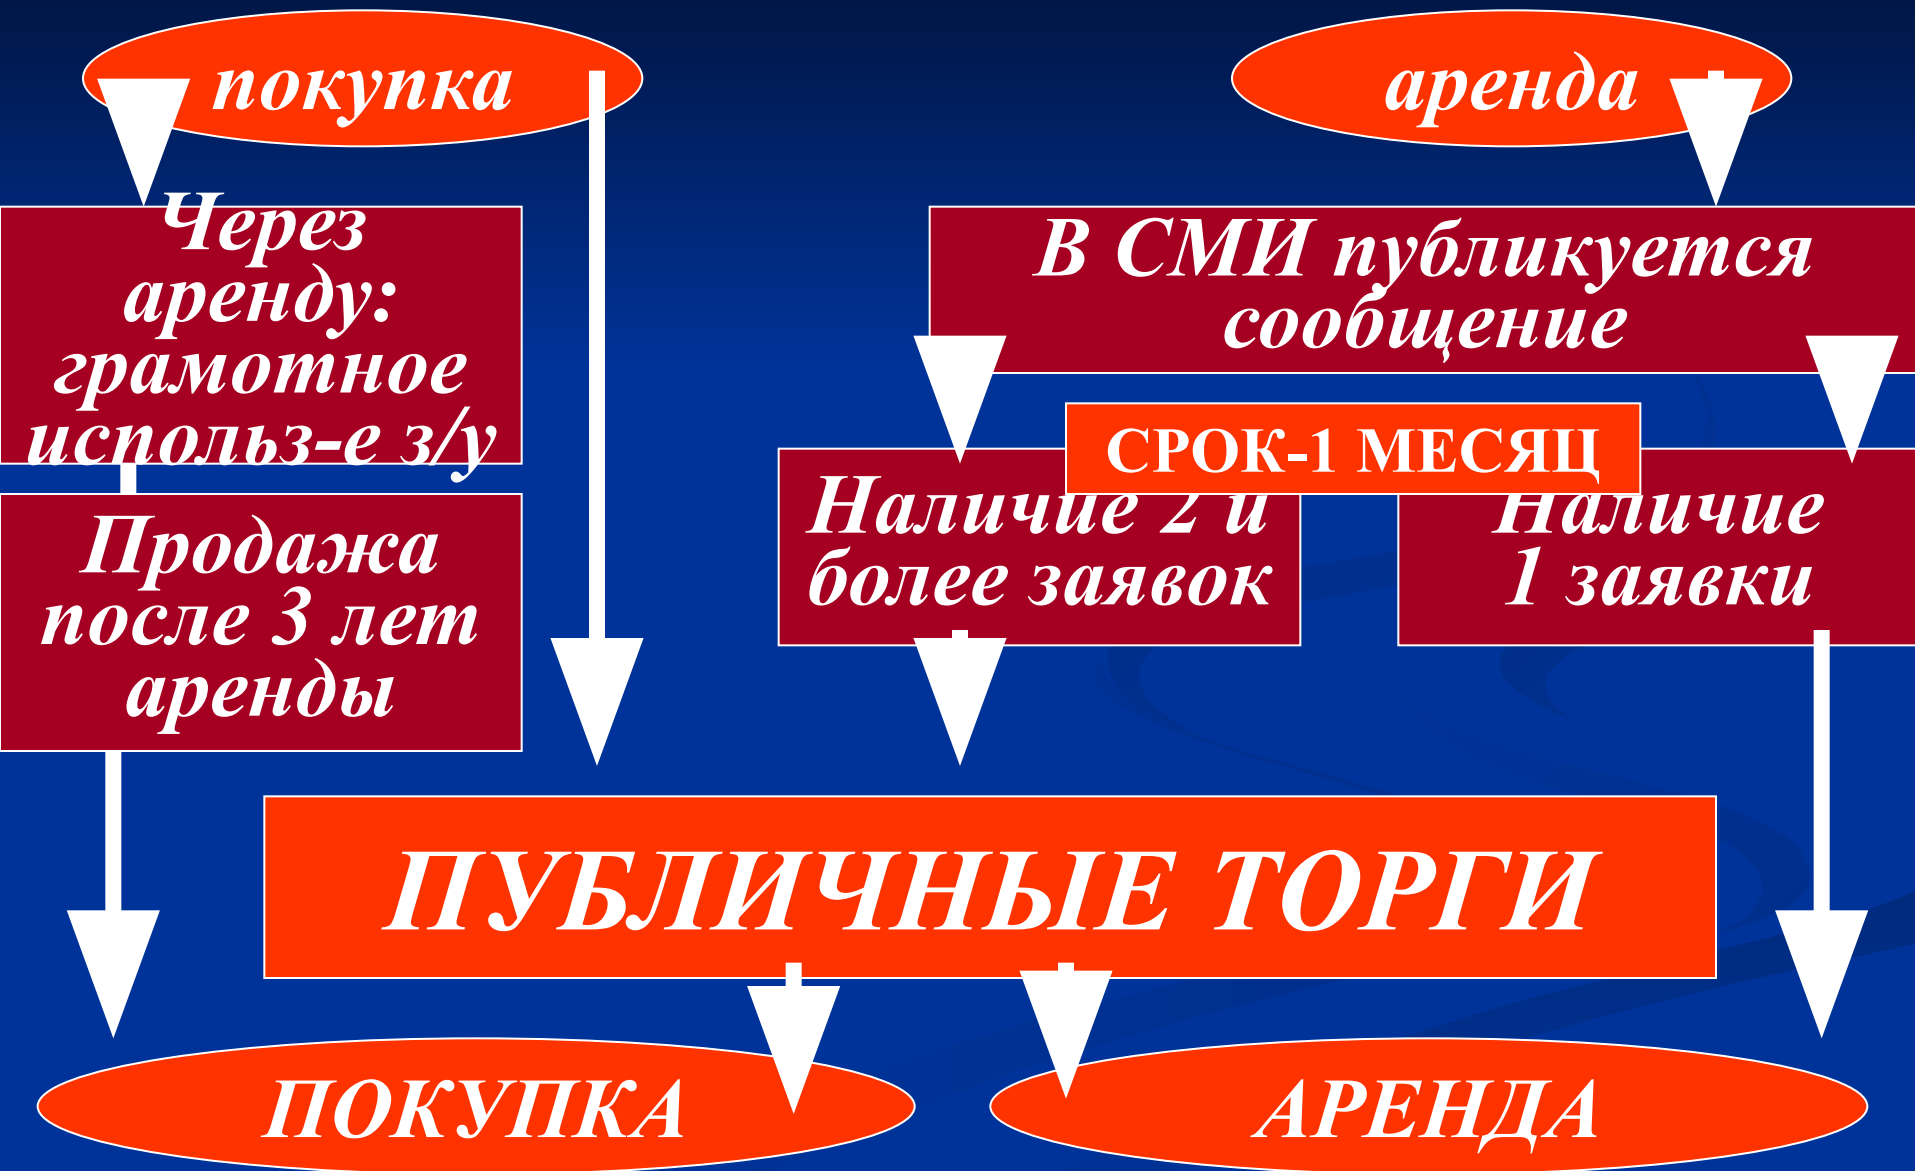 покупка
аренда
Через
аренду:
грамотное
использ-е з/у
Продажа
после 3 лет
аренды
В СМИ публикуется
сообщение
СРОК-1 МЕСЯЦ
Наличие 2 и
более заявок
Наличие
1 заявки
ПУБЛИЧНЫЕ ТОРГИ
ПОКУПКА
АРЕНДА